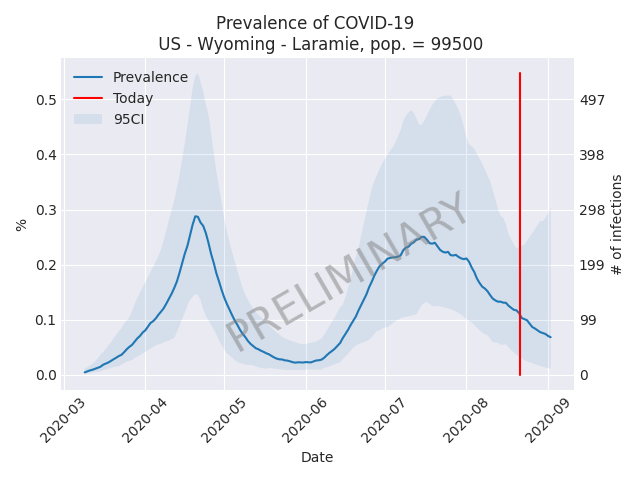 Prevalence of COVID-19
US - Wyoming - Laramie, pop. = 99500
Prevalence
Today
95CI
0.5
0.4
0.3
0.2
0.1
0.0
%
497
398
298
199
99
0
# of infections
PRELIMINARY
2020-03
2020-04
2020-05
2020-06
2020-07
2020-08
2020-09
Date